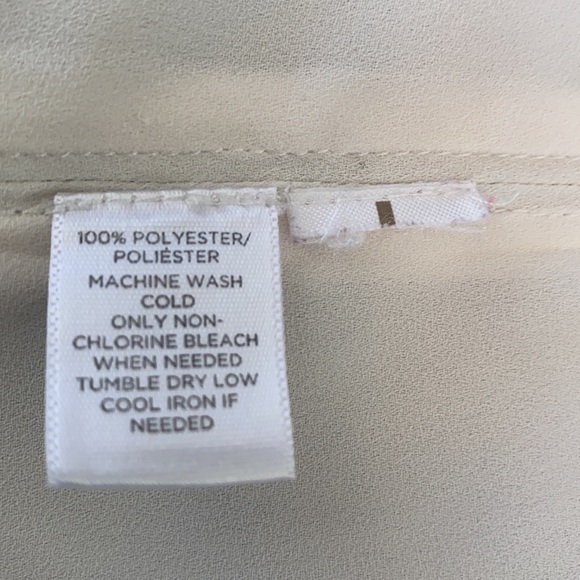 100% POLYESTER/
POLIÉSTER
MACHINE WASH
COLD
ONLY NON-
CHLORINE BLEACH
WHEN NEEDED
TUMBLE DRY LOW
COOL IRON IF
NEEDED